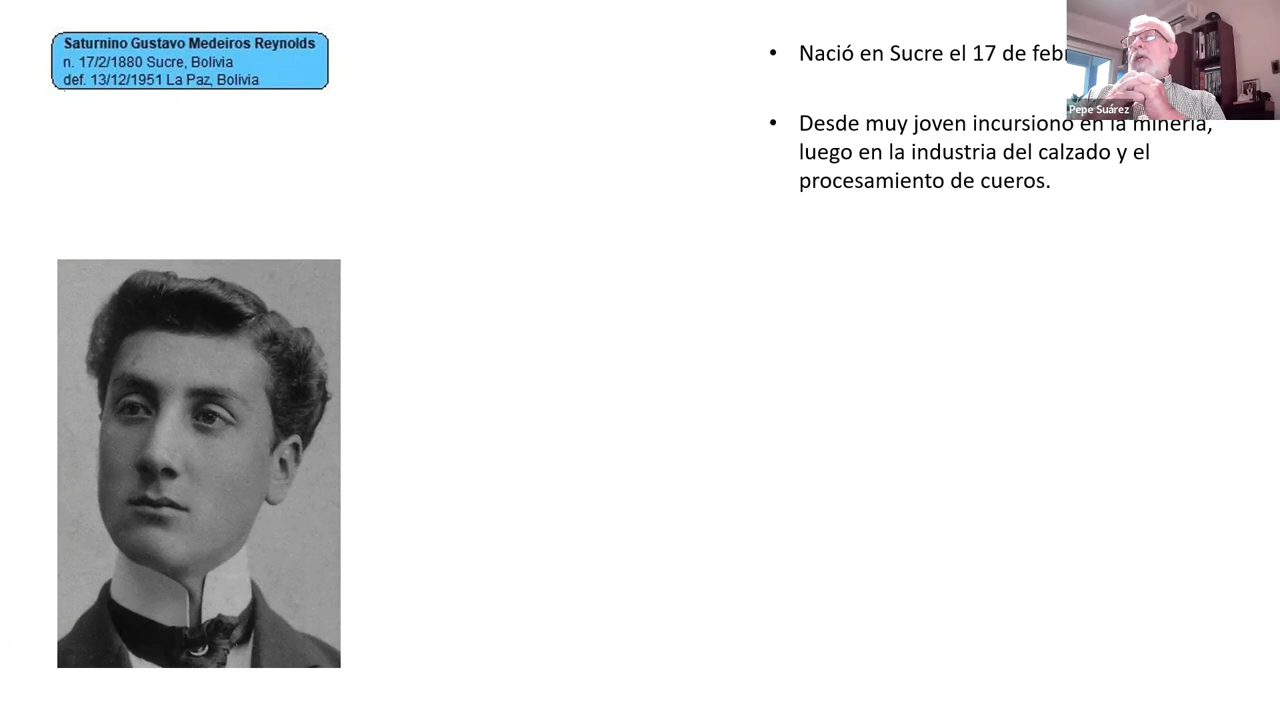 Saturnino Gustavo Medeiros Reynolds
n. 17/2/1880 Sucre, Bolivia
def. 13/12/1951 La Paz, Bolivia
• Nació en Sucre el 17 de
• Desde muy joven incursionó en la minería,
luego en la industria del calzado y el
procesamiento de cueros.
Pepe Suárez